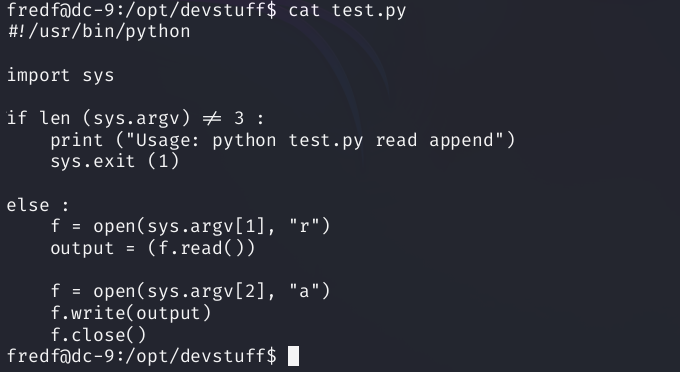 fredf@dc-9:/opt/devstuff$ cat test.py
#!/usr/bin/python

import sys

if len (sys.argv) != 3 :
    print ("Usage: python test.py read append")
    sys.exit (1)

else :
    f = open(sys.argv[1], "r")
    output = (f.read())

    f = open(sys.argv[2], "a")
    f.write(output)
    f.close()
fredf@dc-9:/opt/devstuff$